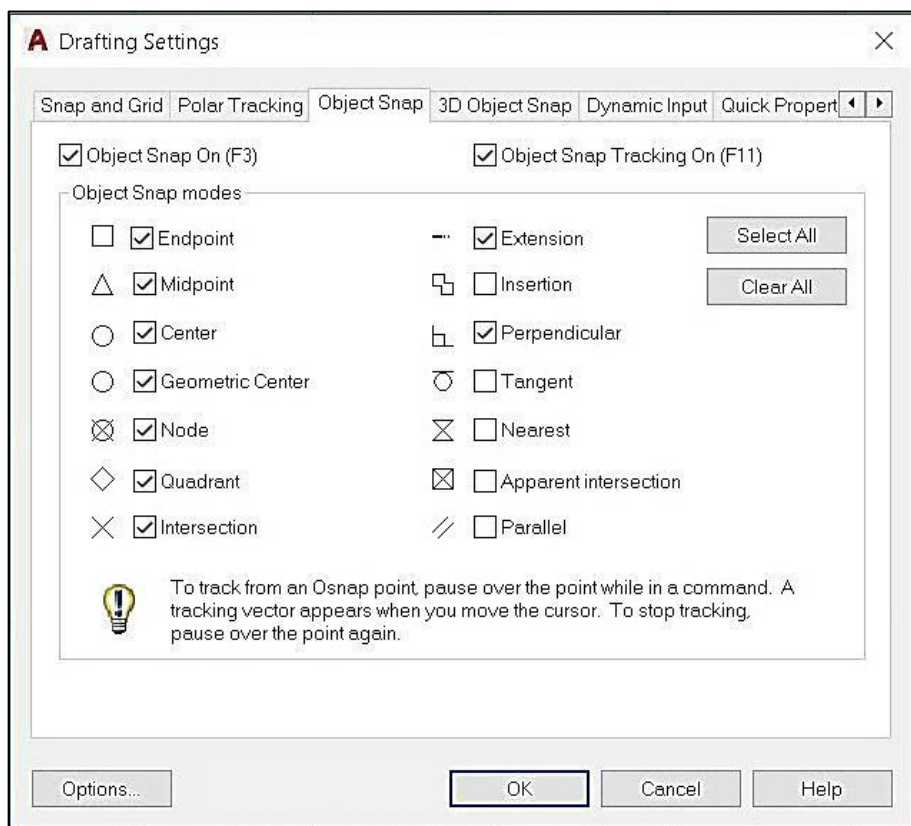 Drafting Settings
Snap and Grid Polar Tracking Object Snap 3D Object Snap Dynamic Input Quick Propert
Object Snap On (F3) Object Snap Tracking On (F11)
Object Snap modes
Endpoint Extension Select All
Midpoint Insertion Clear All
Center Perpendicular
Geometric Center Tangent
Node Nearest
Quadrant Apparent intersection
Intersection Parallel
To track from an Osnap point, pause over the point while in a command. A
tracking vector appears when you move the cursor. To stop tracking,
pause over the point again.
Options... OK Cancel Help